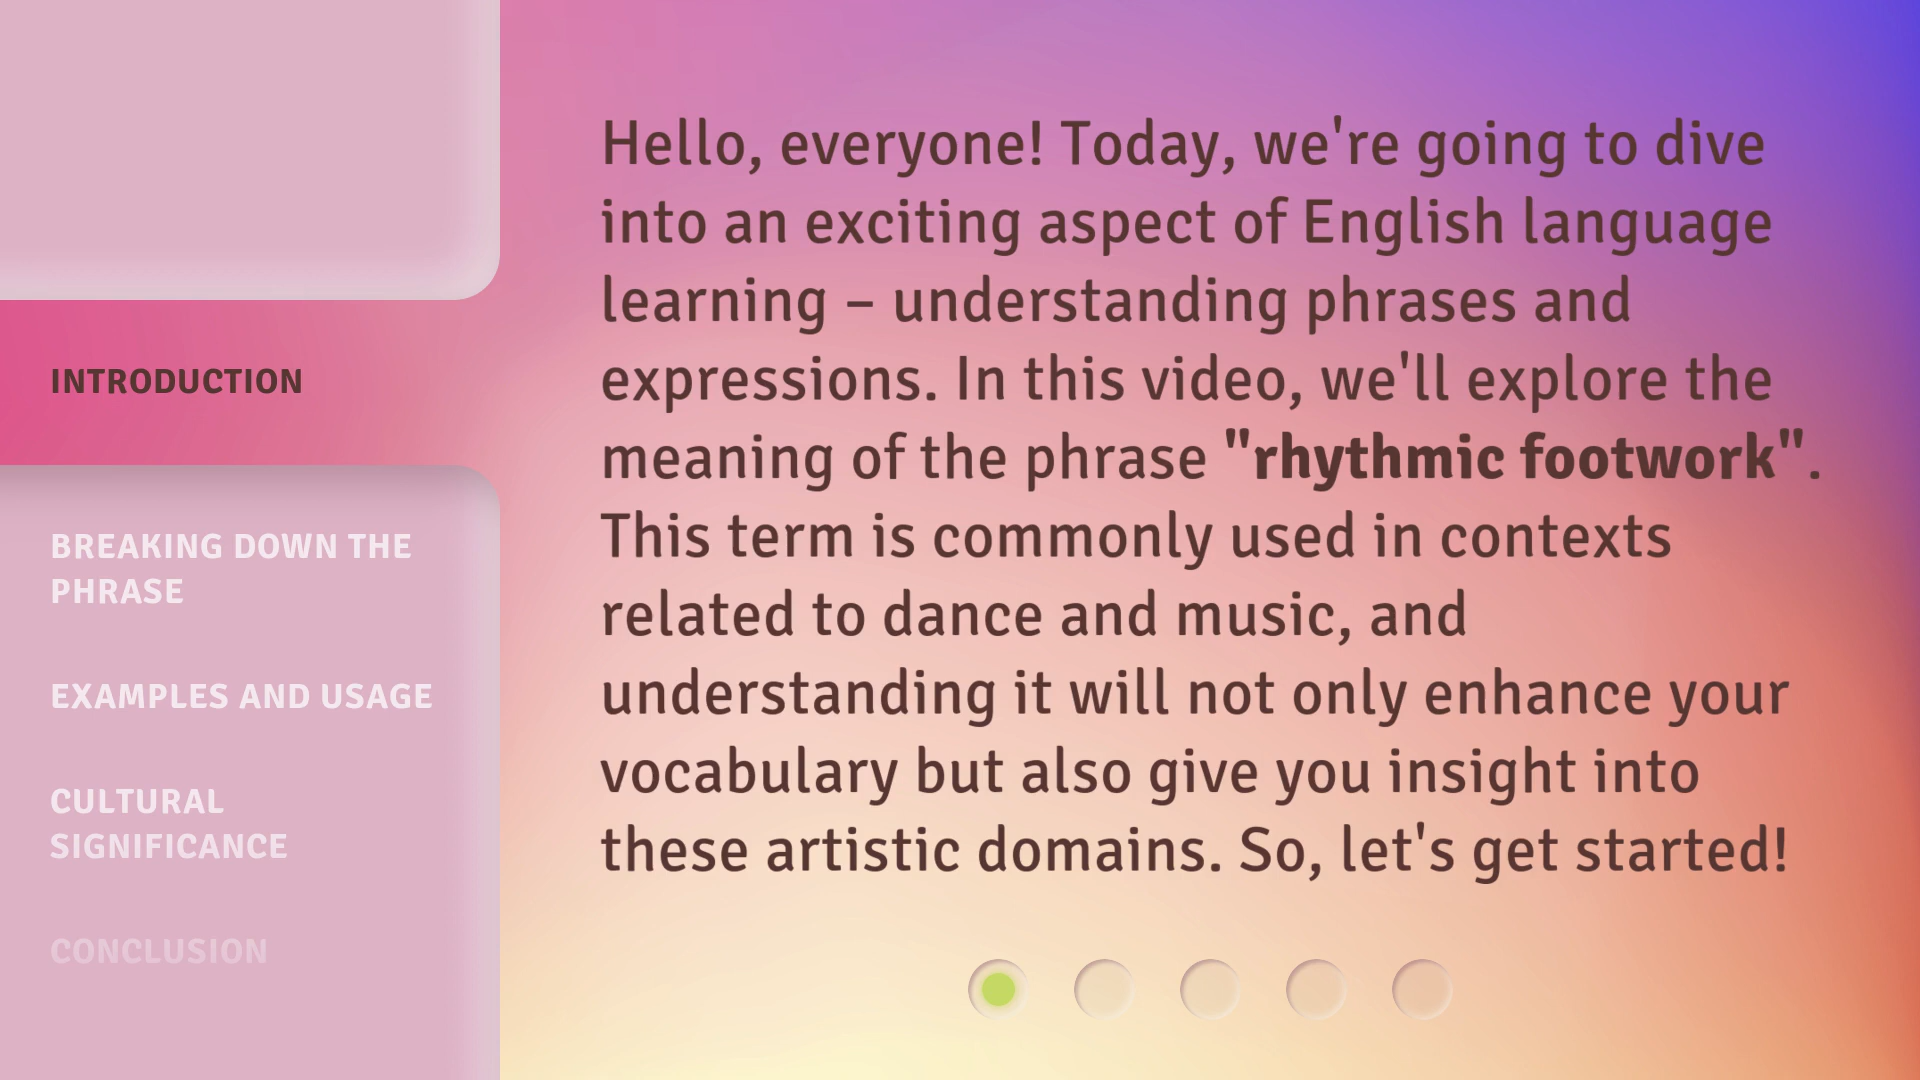 INTRODUCTION
BREAKING DOWN THE
PHRASE
EXAMPLES AND USAGE
CULTURAL
SIGNIFICANCE
CONCLUSION
Hello, everyone! Today, we're going to dive
into an exciting aspect of English language
learning – understanding phrases and
expressions. In this video, we'll explore the
meaning of the phrase "rhythmic footwork".
This term is commonly used in contexts
related to dance and music, and
understanding it will not only enhance your
vocabulary but also give you insight into
these artistic domains. So, let's get started!